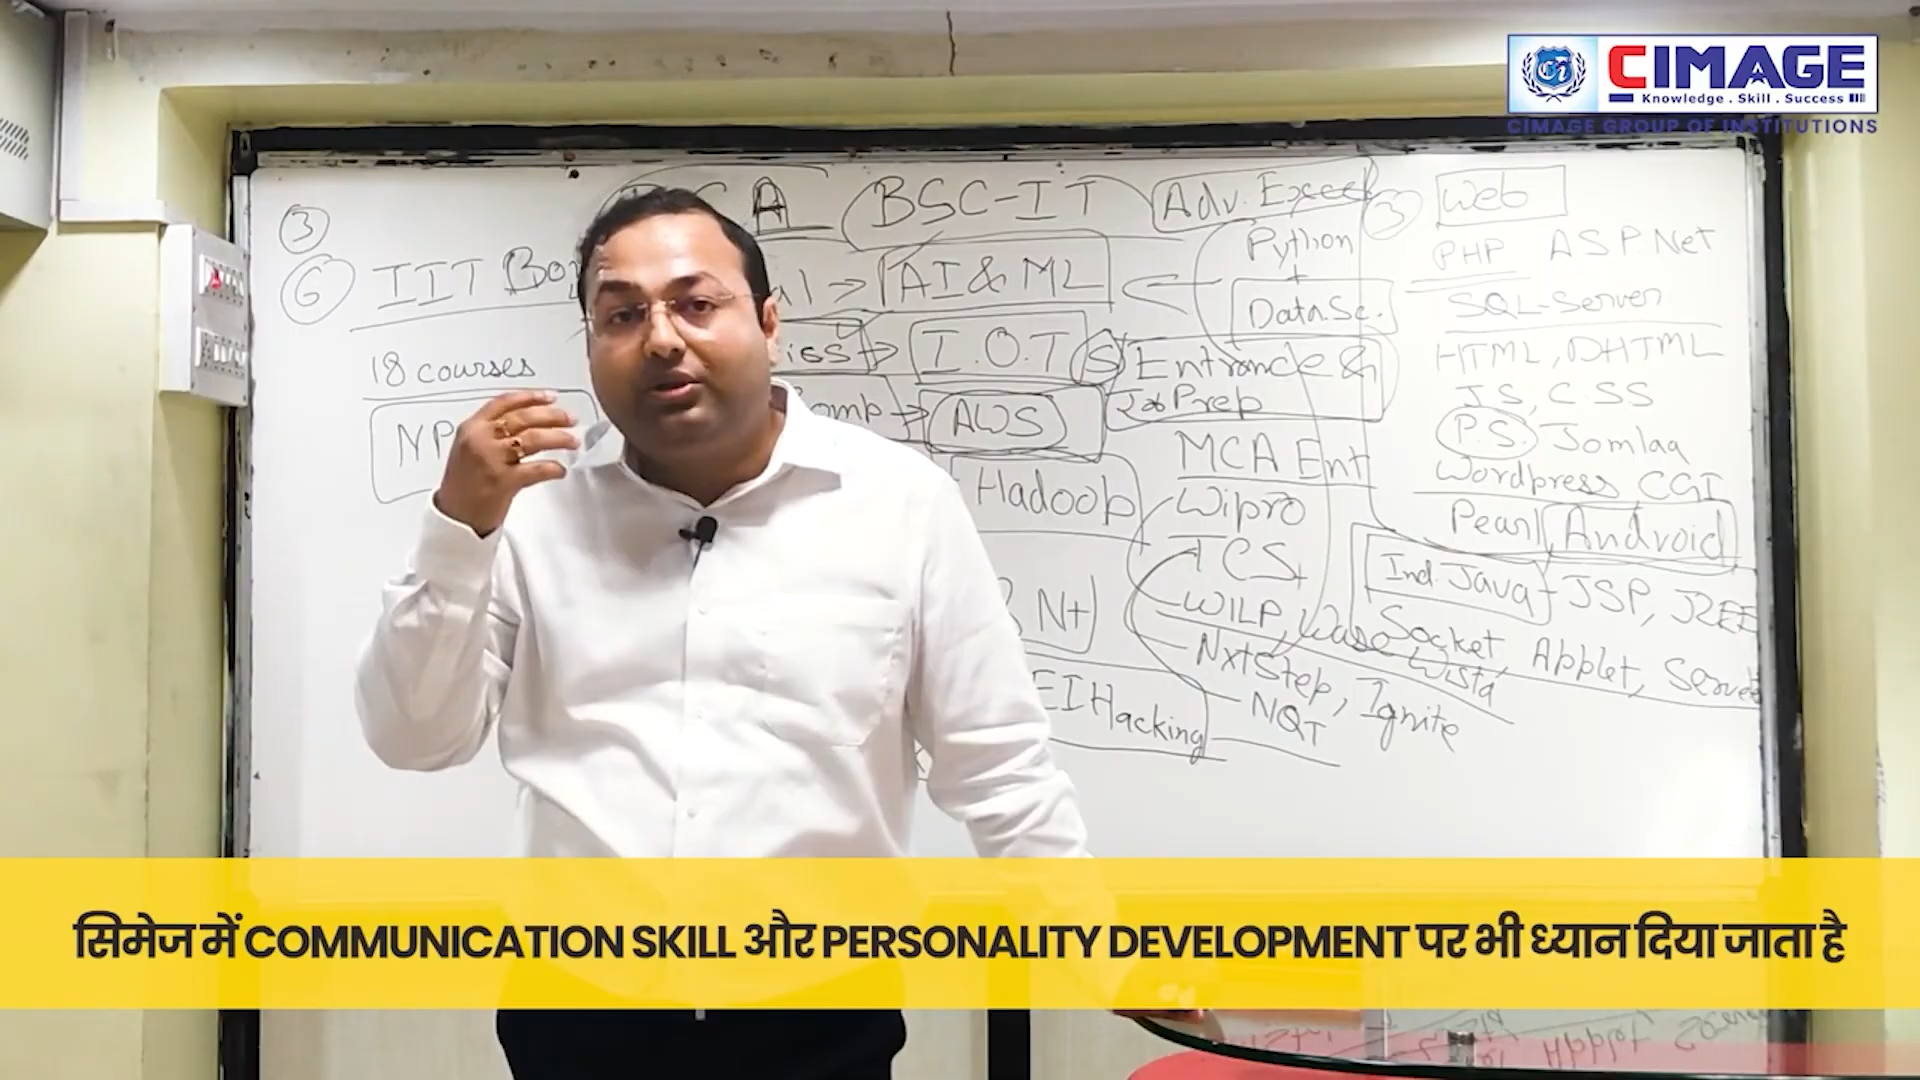 CIMAGE
Knowledge . Skill . Success
CIMAGE GROUP OF INSTITUTIONS
A BSC-IT Adv. Excel
3
6 IIT
AI & ML
18 courses
I.O.T
AWS
Hadoop
N+
Hacking
Python
+
Data.Sc.
Entrance &
Prep
MCA Ent
Wipro
TCS
WILP,
NxtStep, Ignite
NQT
Web
PHP ASP.Net
SQL-Server
HTML, DHTML
JS, CSS
P.S. Jomlaa
Wordpress, CGI
Pearl, Android
Java - JSP, J2EE
Socket, Applet,
सिमेज में COMMUNICATION SKILL और PERSONALITY DEVELOPMENT पर भी ध्यान दिया जाता है